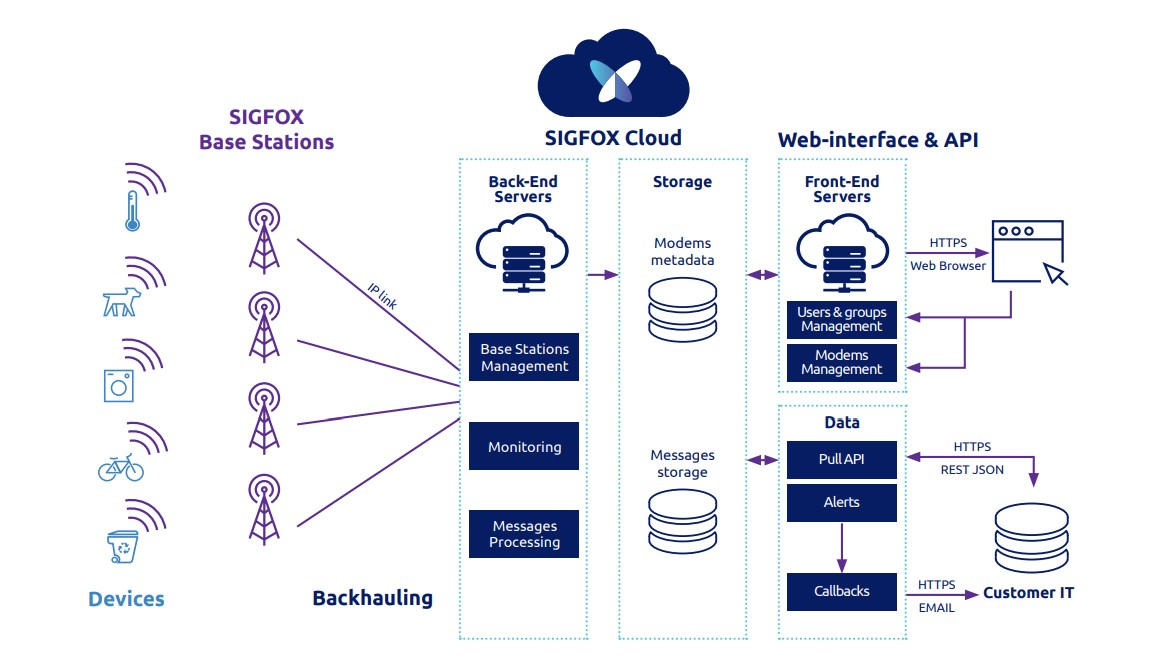 SIGFOX
Base Stations
SIGFOX Cloud
Web-interface & API
Back-End
Servers
Storage
Front-End
Servers
Modems
metadata
HTTPS
Web Browser
IP link
Users & groups
Management
Base Stations
Management
Modems
Management
Data
Monitoring
Messages
storage
Pull API
HTTPS
REST JSON
Alerts
Messages
Processing
Callbacks
HTTPS
EMAIL
Customer IT
Devices
Backhauling